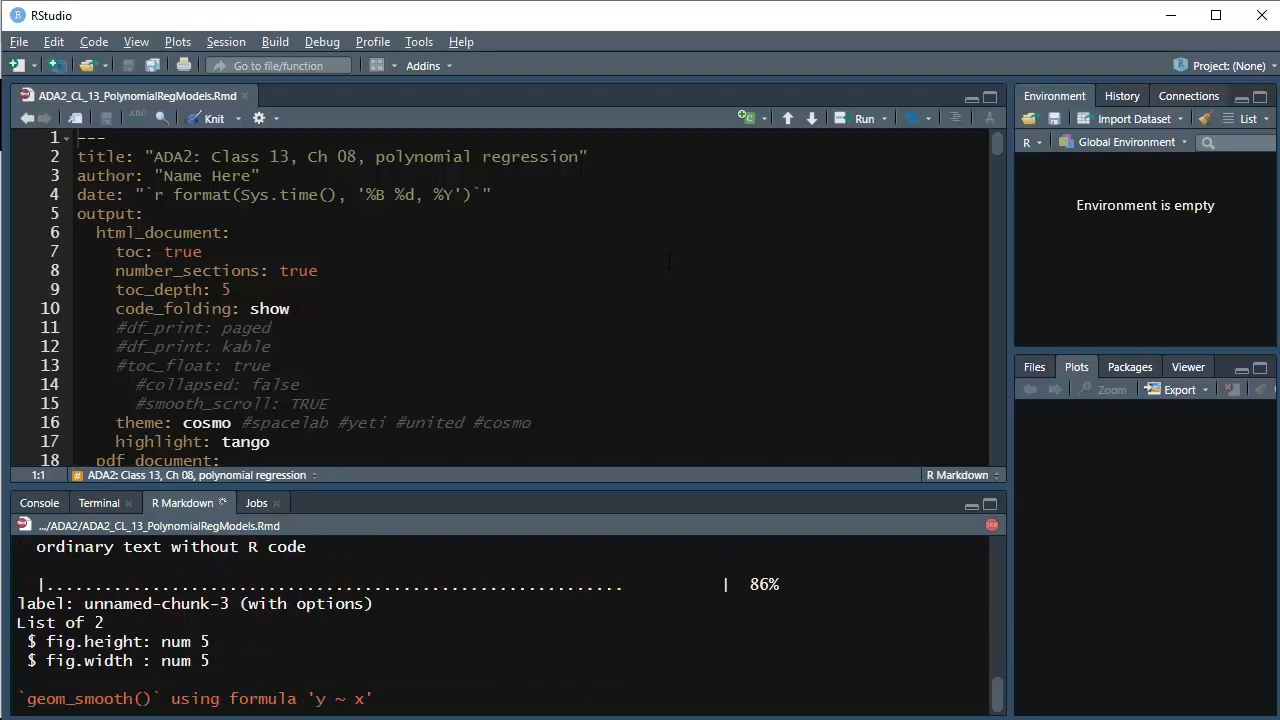 RStudio
File Edit Code View Plots Session Build Debug Profile Tools Help
Go to file/function Addins Project: (None)
ADA2_CL_13_PolynomialRegModels.Rmd
Knit Run
1 ---
2 title: "ADA2: Class 13, Ch 08, polynomial regression"
3 author: "Name Here"
4 date: "`r format(Sys.time(), '%B %d, %Y')`"
5 output:
6 html_document:
7 toc: true
8 number_sections: true
9 toc_depth: 5
10 code_folding: show
11 #df_print: paged
12 #df_print: kable
13 #toc_float: true
14 #collapsed: false
15 #smooth_scroll: TRUE
16 theme: cosmo #spacelab #yeti #united #cosmo
17 highlight: tango
18 pdf_document:
1:1 ADA2: Class 13, Ch 08, polynomial regression R Markdown
Console Terminal R Markdown Jobs
.../ADA2/ADA2_CL_13_PolynomialRegModels.Rmd
ordinary text without R code
|............................................................. | 86%
label: unnamed-chunk-3 (with options)
List of 2
$ fig.height: num 5
$ fig.width : num 5
`geom_smooth()` using formula 'y ~ x'
Environment History Connections
Import Dataset List
R Global Environment
Environment is empty
Files Plots Packages Viewer
Zoom Export